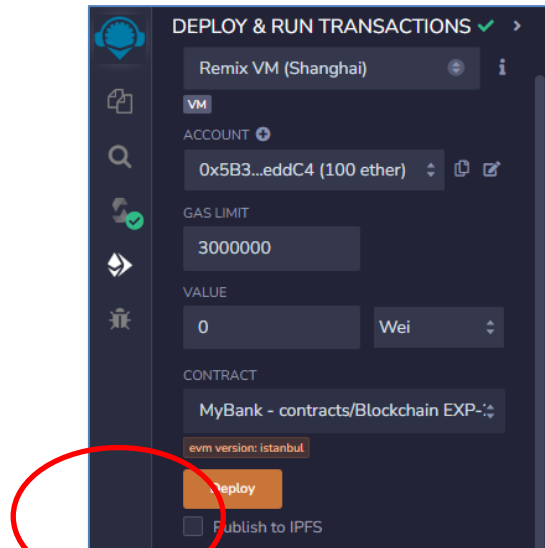 DEPLOY & RUN TRANSACTIONS
Remix VM (Shanghai)
VM
ACCOUNT
0x5B3...eddC4 (100 ether)
GAS LIMIT
3000000
VALUE
0 Wei
CONTRACT
MyBank - contracts/Blockchain EXP-
evm version: istanbul
Deploy
Publish to IPFS